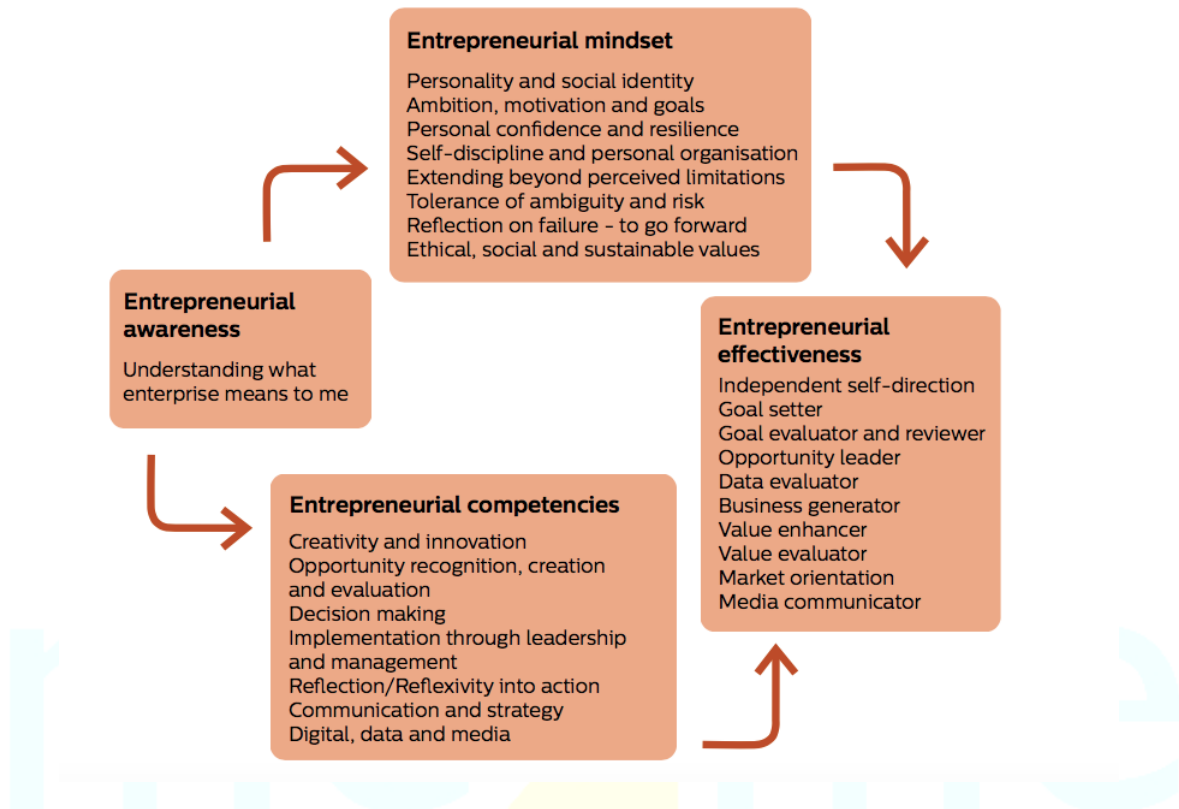 Entrepreneurial mindset
Personality and social identity
Ambition, motivation and goals
Personal confidence and resilience
Self-discipline and personal organisation
Extending beyond perceived limitations
Tolerance of ambiguity and risk
Reflection on failure - to go forward
Ethical, social and sustainable values
Entrepreneurial
awareness
Understanding what
enterprise means to me
Entrepreneurial
effectiveness
Independent self-direction
Goal setter
Goal evaluator and reviewer
Opportunity leader
Data evaluator
Business generator
Value enhancer
Value evaluator
Market orientation
Media communicator
Entrepreneurial competencies
Creativity and innovation
Opportunity recognition, creation
and evaluation
Decision making
Implementation through leadership
and management
Reflection/Reflexivity into action
Communication and strategy
Digital, data and media